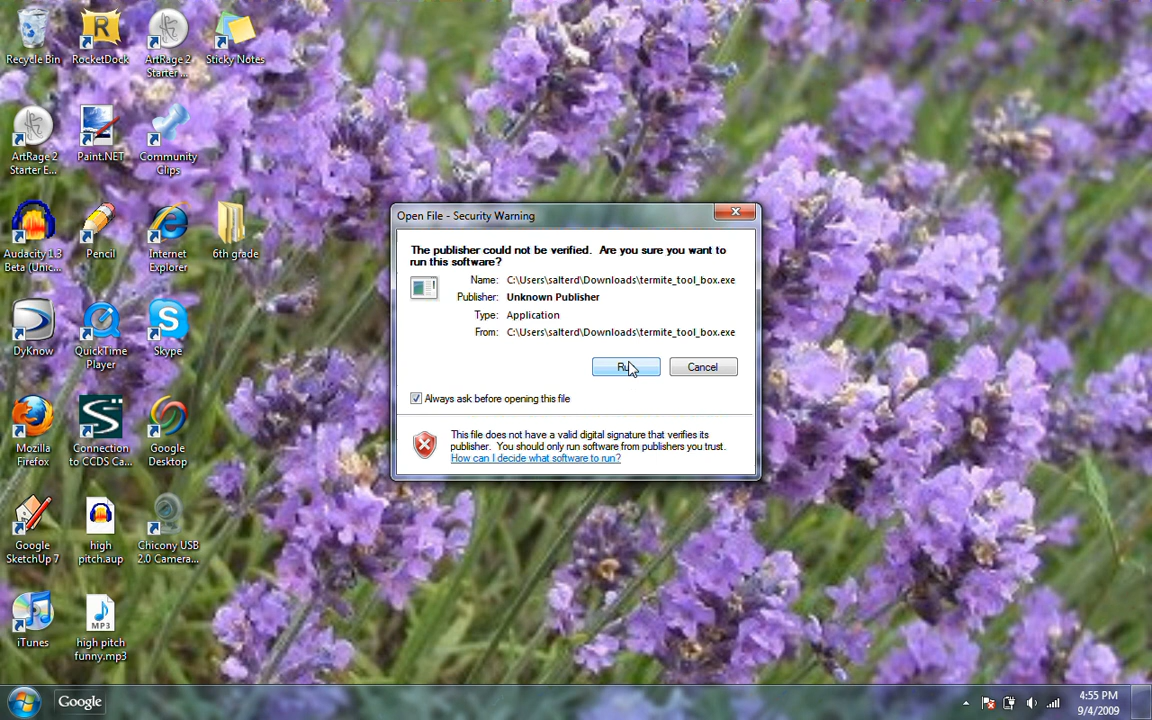 Recycle Bin
RocketDock
ArtRage 2
Starter ...
Sticky Notes
ArtRage 2
Starter E...
Paint.NET
Community
Clips
Audacity 1.3
Beta (Unic...
Pencil
Internet
Explorer
6th grade
DyKnow
QuickTime
Player
Skype
Mozilla
Firefox
Connection
to CCDS Ca...
Google
Desktop
Google
SketchUp 7
high
pitch.aup
Chicony USB
2.0 Camera...
iTunes
MP3
high pitch
funny.mp3
Open File - Security Warning
The publisher could not be verified. Are you sure you want to
run this software?
Name: C:\Users\salterd\Downloads\termite_tool_box.exe
Publisher: Unknown Publisher
Type: Application
From: C:\Users\salterd\Downloads\termite_tool_box.exe
Cancel
Always ask before opening this file
This file does not have a valid digital signature that verifies its
publisher. You should only run software from publishers you trust.
How can I decide what software to run?
Google
4:55 PM
9/4/2009